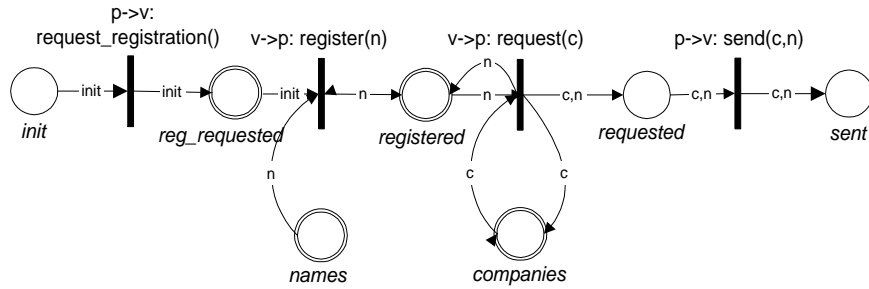 p->v:
request_registration()
v->p: register(n)
v->p: request(c)
p->v: send(c,n)
n
init
init
init
n
n
c,n
c,n
c,n
init
reg_requested
registered
requested
sent
n
c
c
names
companies